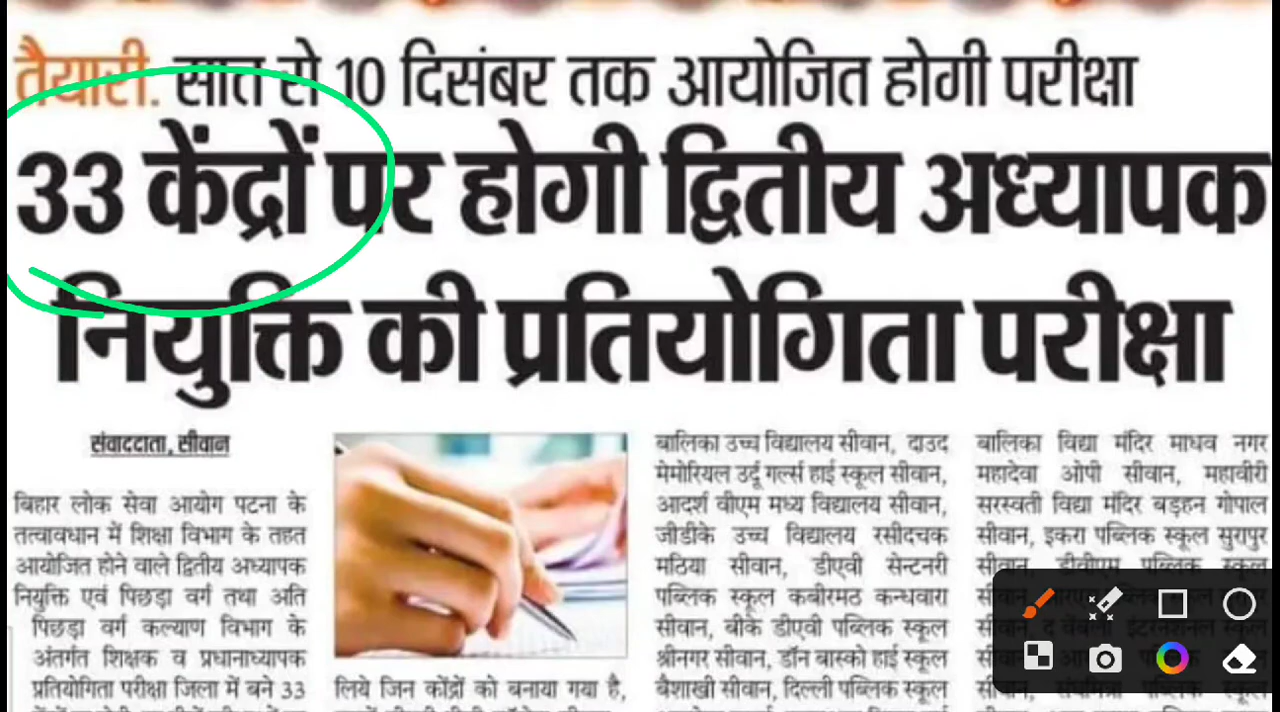 तैयारी. सात से 10 दिसंबर तक आयोजित होगी परीक्षा
33 केंद्रों पर होगी द्वितीय अध्यापक
नियुक्ति की प्रतियोगिता परीक्षा
संवाददाता, सीवान
बिहार लोक सेवा आयोग पटना के
तत्वावधान में शिक्षा विभाग के तहत
आयोजित होने वाले द्वितीय अध्यापक
नियुक्ति एवं पिछड़ा वर्ग तथा अति
पिछड़ा वर्ग कल्याण विभाग के
अंतर्गत शिक्षक व प्रधानाध्यापक
प्रतियोगिता परीक्षा जिला में बने 33
लिये जिन केंद्रों को बनाया गया है,
बालिका उच्च विद्यालय सीवान, दाउद
मेमोरियल उर्दू गर्ल्स हाई स्कूल सीवान,
आदर्श वीएम मध्य विद्यालय सीवान,
जीडीके उच्च विद्यालय रसीदचक
मठिया सीवान, डीएवी सेन्टनरी
पब्लिक स्कूल कबीरमठ कन्धवारा
सीवान, बीके डीएवी पब्लिक स्कूल
श्रीनगर सीवान, डॉन बास्को हाई स्कूल
बैशाखी सीवान, दिल्ली पब्लिक स्कूल
बालिका विद्या मंदिर माधव नगर
महादेवा ओपी सीवान, महावीरी
सरस्वती विद्या मंदिर बड़हन गोपाल
सीवान, इकरा पब्लिक स्कूल सुरापुर
सीवान, डीवीएम पब्लिक स्कूल